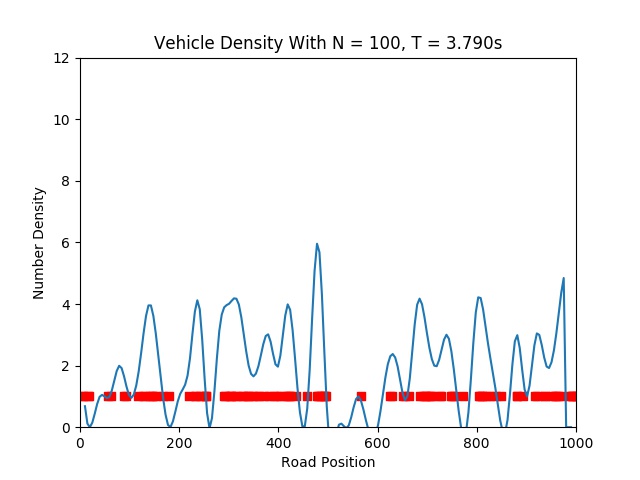 Vehicle Density With N = 100, T = 3.790s
12
10
8
6
4
2
0
Number Density
0 200 400 600 800 1000
Road Position